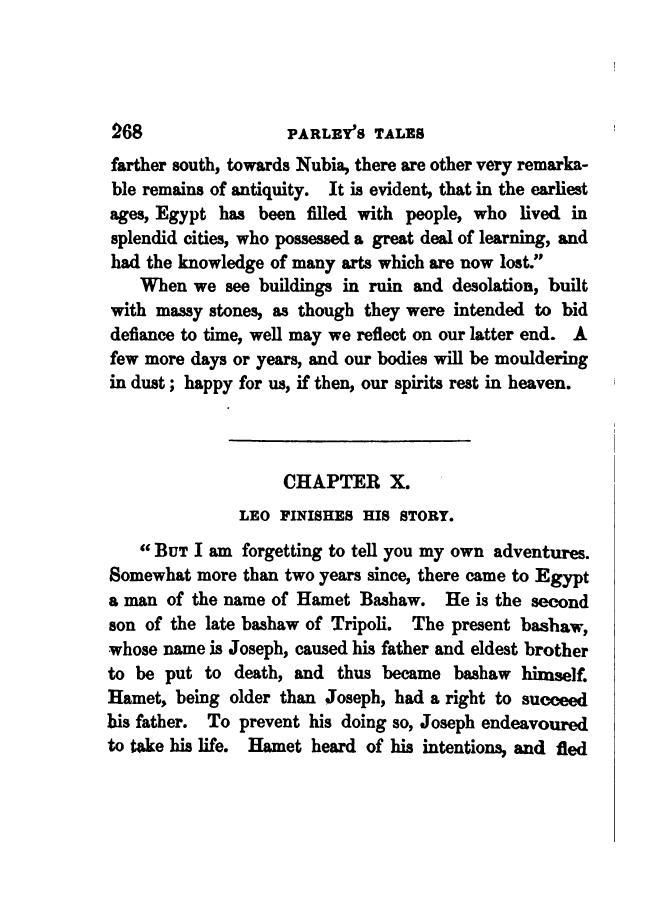 268 PARLEY'S TALES
farther south, towards Nubia, there are other very remarka-
ble remains of antiquity. It is evident, that in the earliest
ages, Egypt has been filled with people, who lived in
splendid cities, who possessed a great deal of learning, and
had the knowledge of many arts which are now lost."
When we see buildings in ruin and desolation, built
with massy stones, as though they were intended to bid
defiance to time, well may we reflect on our latter end. A
few more days or years, and our bodies will be mouldering
in dust; happy for us, if then, our spirits rest in heaven.
CHAPTER X.
LEO FINISHES HIS STORY.
"BUT I am forgetting to tell you my own adventures.
Somewhat more than two years since, there came to Egypt
a man of the name of Hamet Bashaw. He is the second
son of the late bashaw of Tripoli. The present bashaw,
whose name is Joseph, caused his father and eldest brother
to be put to death, and thus became bashaw himself.
Hamet, being older than Joseph, had a right to succeed
his father. To prevent his doing so, Joseph endeavoured
to take his life. Hamet heard of his intentions, and fled